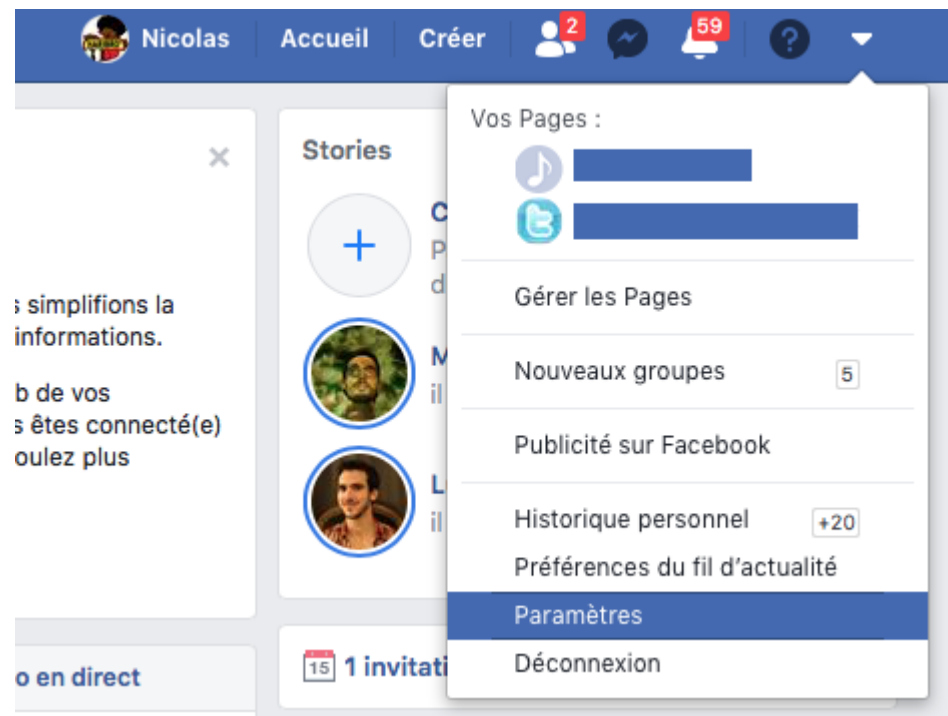 Nicolas Accueil Créer 2 59 ?
Stories
s simplifions la
informations.
b de vos
s êtes connecté(e)
oulez plus
o en direct
C
P
d
M
il
L
il
15 1 invitati
Vos Pages :
Gérer les Pages
Nouveaux groupes 5
Publicité sur Facebook
Historique personnel +20
Préférences du fil d'actualité
Paramètres
Déconnexion